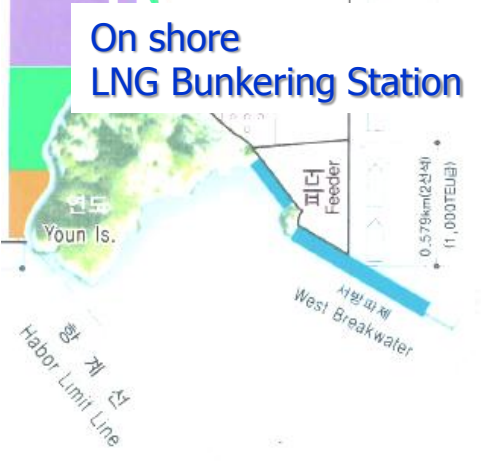 On shore
LNG Bunkering Station
피더
Feeder
0.579km(2선석)
(1,000TEU급)
연도
Youn Is.
서방파제
West Breakwater
항 계 선
Habor Limit Line